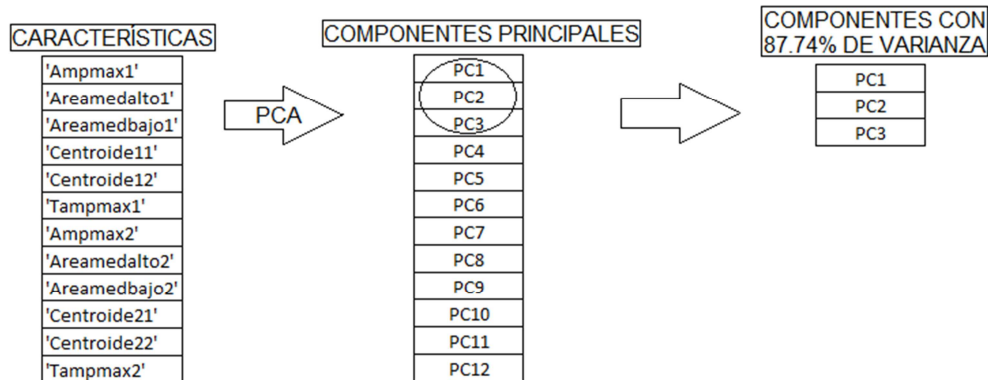 CARACTERÍSTICAS
'Ampmax1'
'Areamedalto1'
'Areamedbajo1'
'Centroide11'
'Centroide12'
'Tampmax1'
'Ampmax2'
'Areamedalto2'
'Areamedbajo2'
'Centroide21'
'Centroide22'
'Tampmax2'
PCA
COMPONENTES PRINCIPALES
PC1
PC2
PC3
PC4
PC5
PC6
PC7
PC8
PC9
PC10
PC11
PC12
COMPONENTES CON
87.74% DE VARIANZA
PC1
PC2
PC3